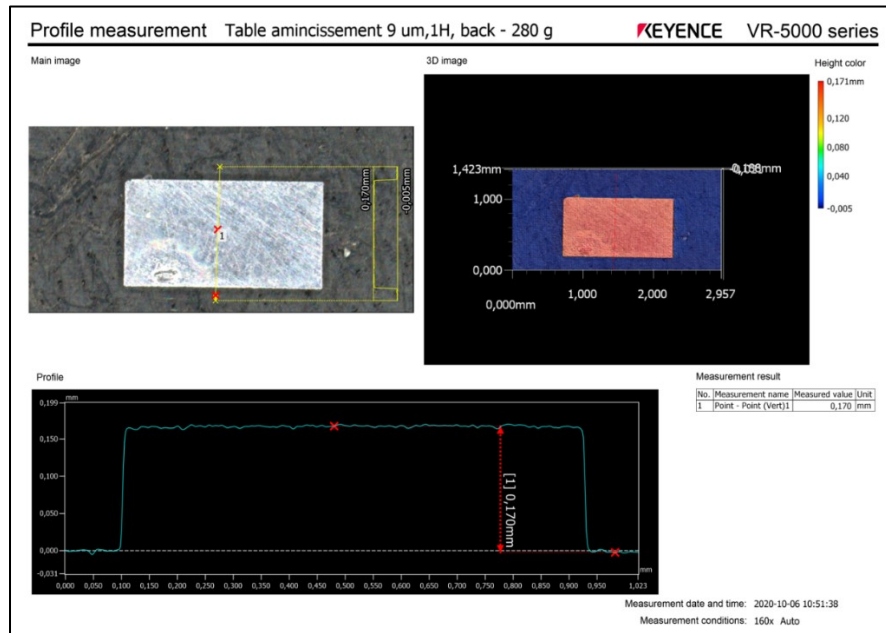 Profile measurement Table amincissement 9 um,1H, back - 280 g KEYENCE VR-5000 series
Main image
3D image
Height color
0,171mm
0,120
0,080
0,040
-0,005
0,170mm
-0,005mm
1
1,423mm
1,000
0,000
0,000mm
1,000
2,000
2,957
Profile
mm
0,199
0,150
0,100
0,050
0,000
-0,031
[1] 0,170mm
mm
0,000 0,050 0,100 0,150 0,200 0,250 0,300 0,350 0,400 0,450 0,500 0,550 0,600 0,650 0,700 0,750 0,800 0,850 0,900 0,950 1,023
Measurement result
No. Measurement name Measured value Unit
1 Point - Point (Vert)1 0,170 mm
Measurement date and time: 2020-10-06 10:51:38
Measurement conditions: 160x Auto